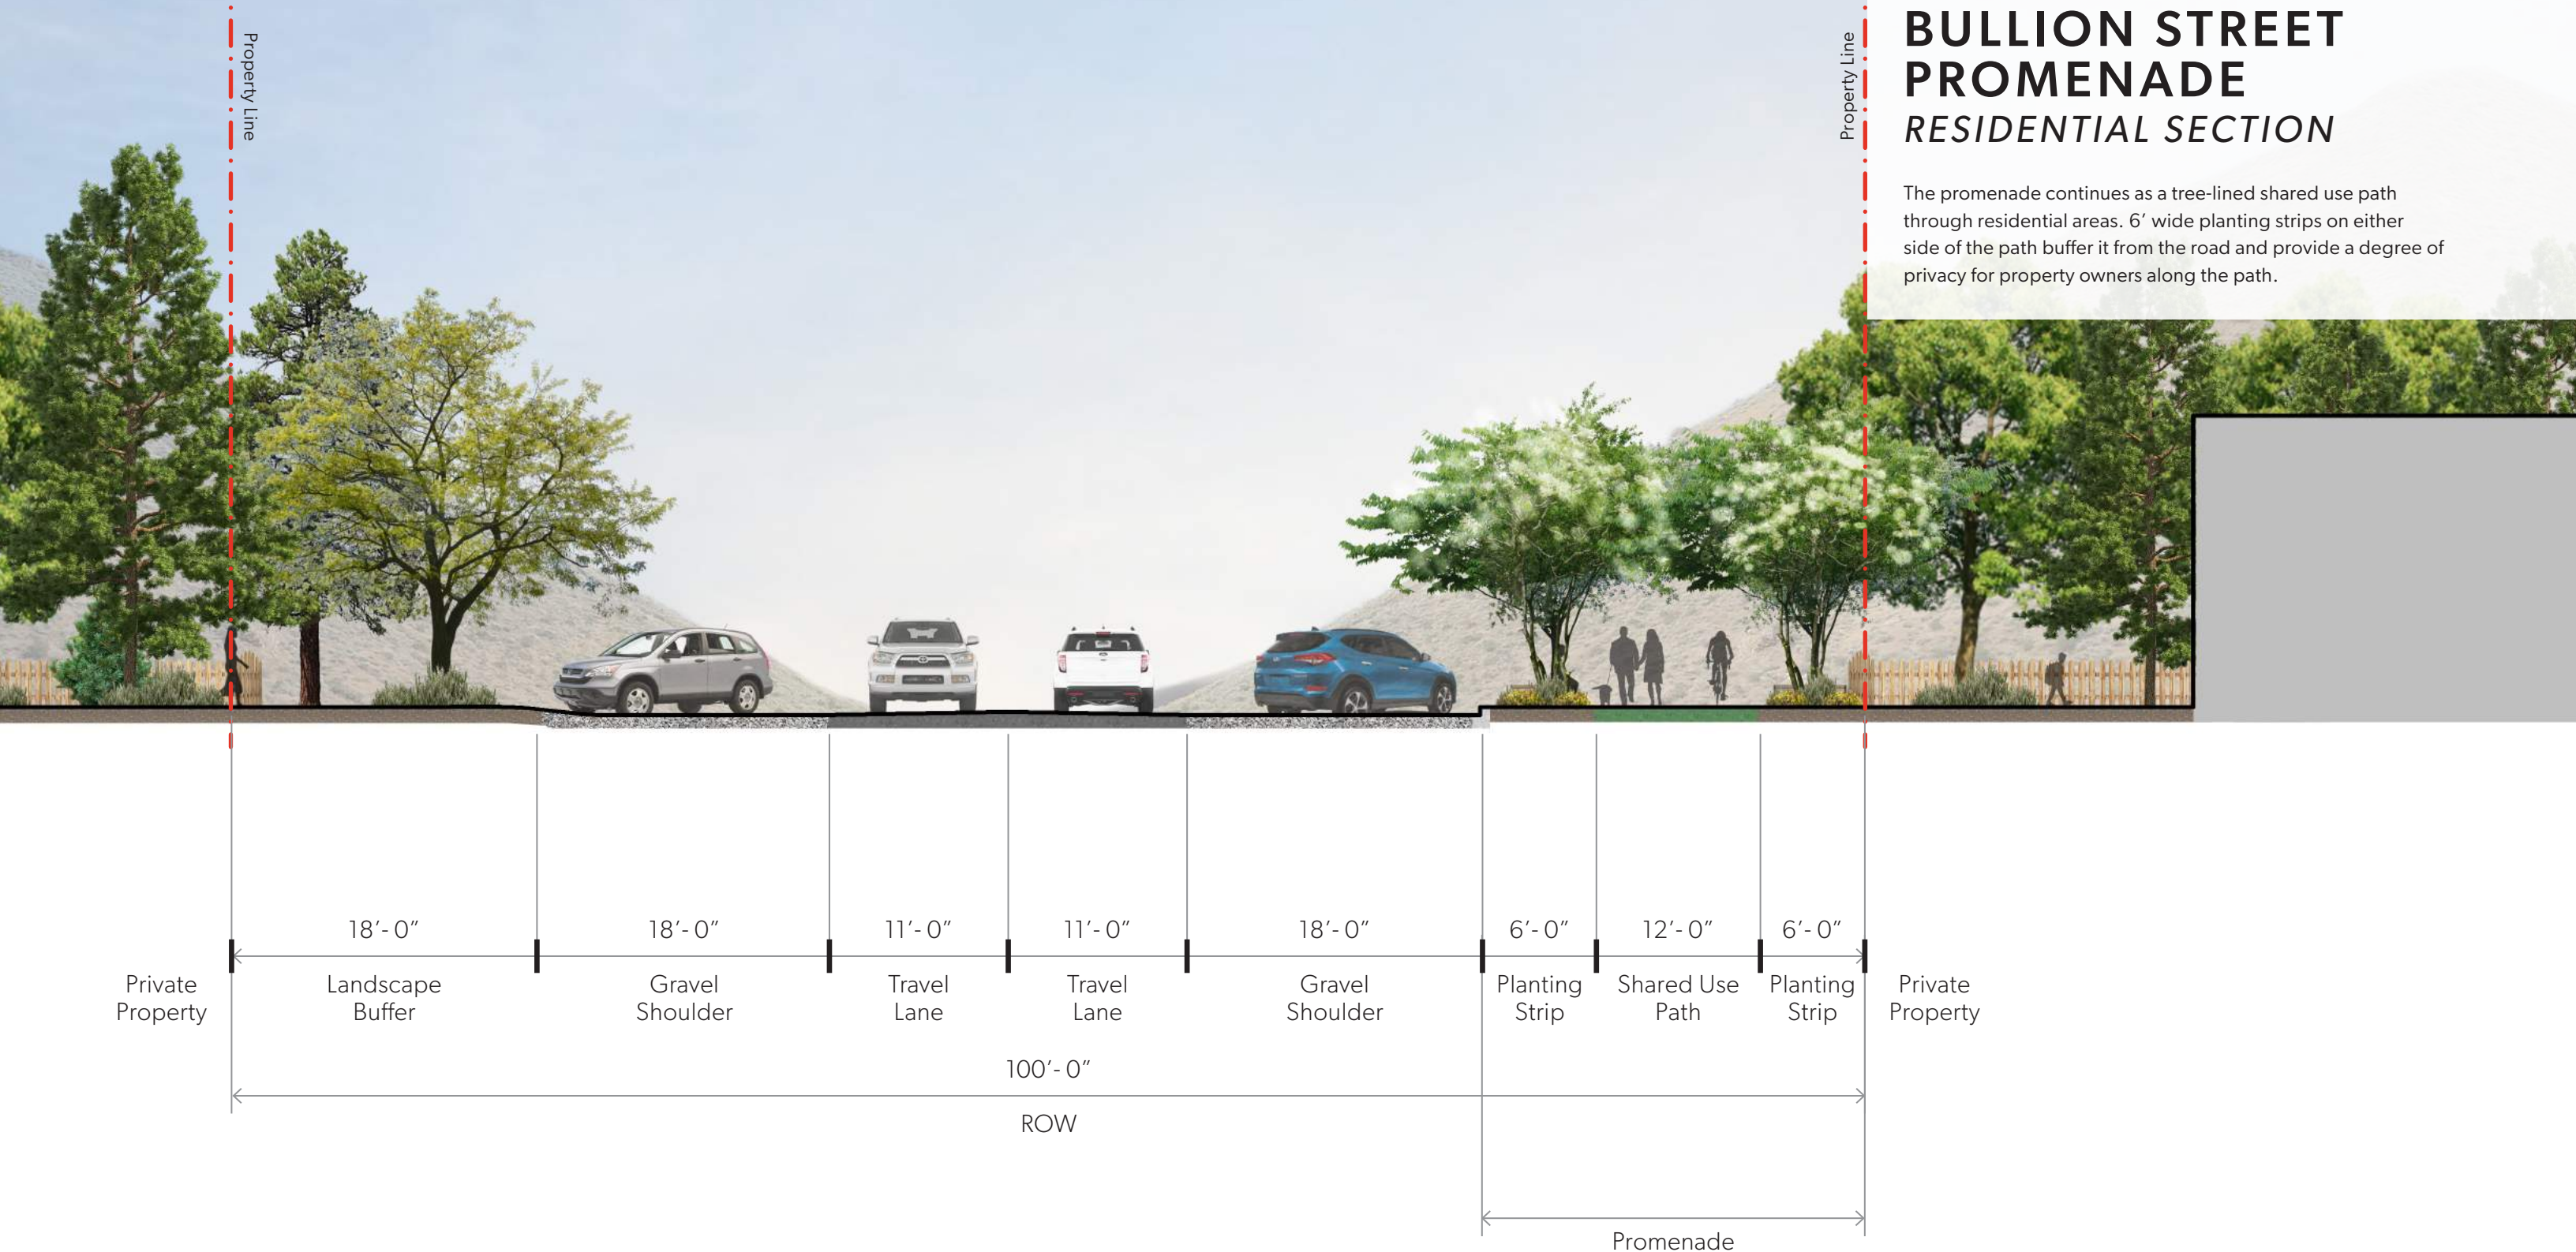 Property Line
Property Line
BULLION STREET
PROMENADE
RESIDENTIAL SECTION
The promenade continues as a tree-lined shared use path
through residential areas. 6’ wide planting strips on either
side of the path buffer it from the road and provide a degree of
privacy for property owners along the path.
18’-0”
18’-0”
11’-0”
11’-0”
18’-0”
6’-0”
12’-0”
6’-0”
Private
Property
Landscape
Buffer
Gravel
Shoulder
Travel
Lane
Travel
Lane
Gravel
Shoulder
Planting
Strip
Shared Use
Path
Planting
Strip
Private
Property
100’-0”
ROW
Promenade